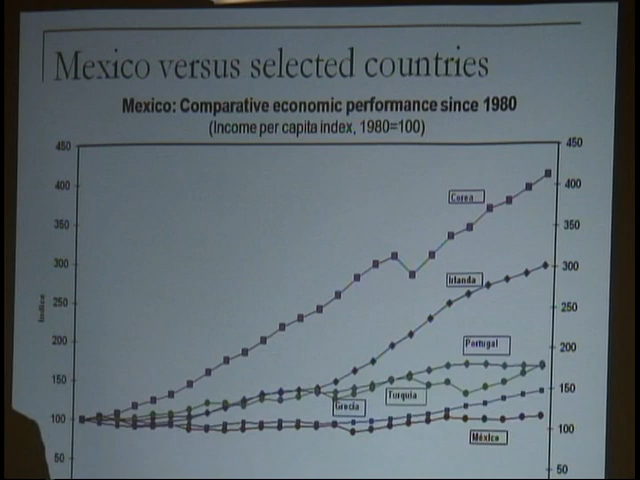 Mexico versus selected countries
Mexico: Comparative economic performance since 1980
(Income per capita index, 1980=100)
450 450
400 400
Corea
350 350
300 300
Irlanda
250 250
Indice
200 200
Portugal
150 150
Turquia
Grecia
100 100
México
50 50